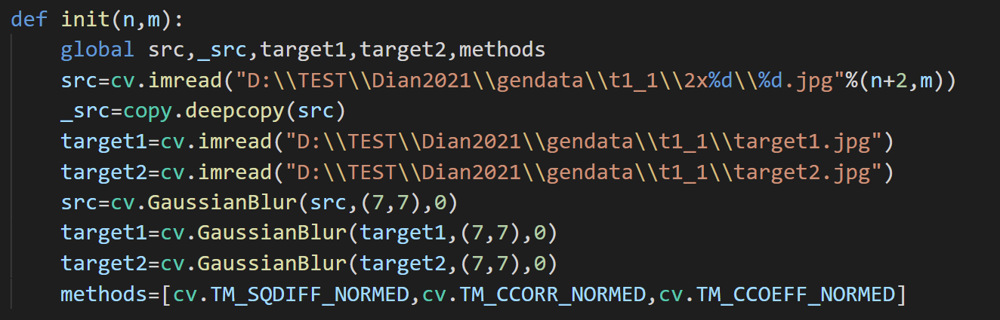 def init(n,m):
    global src,_src,target1,target2,methods
    src=cv.imread("D:\\TEST\\Dian2021\\gendata\\t1_1\\2x%d\\%d.jpg"%(n+2,m))
    _src=copy.deepcopy(src)
    target1=cv.imread("D:\\TEST\\Dian2021\\gendata\\t1_1\\target1.jpg")
    target2=cv.imread("D:\\TEST\\Dian2021\\gendata\\t1_1\\target2.jpg")
    src=cv.GaussianBlur(src,(7,7),0)
    target1=cv.GaussianBlur(target1,(7,7),0)
    target2=cv.GaussianBlur(target2,(7,7),0)
    methods=[cv.TM_SQDIFF_NORMED,cv.TM_CCORR_NORMED,cv.TM_CCOEFF_NORMED]